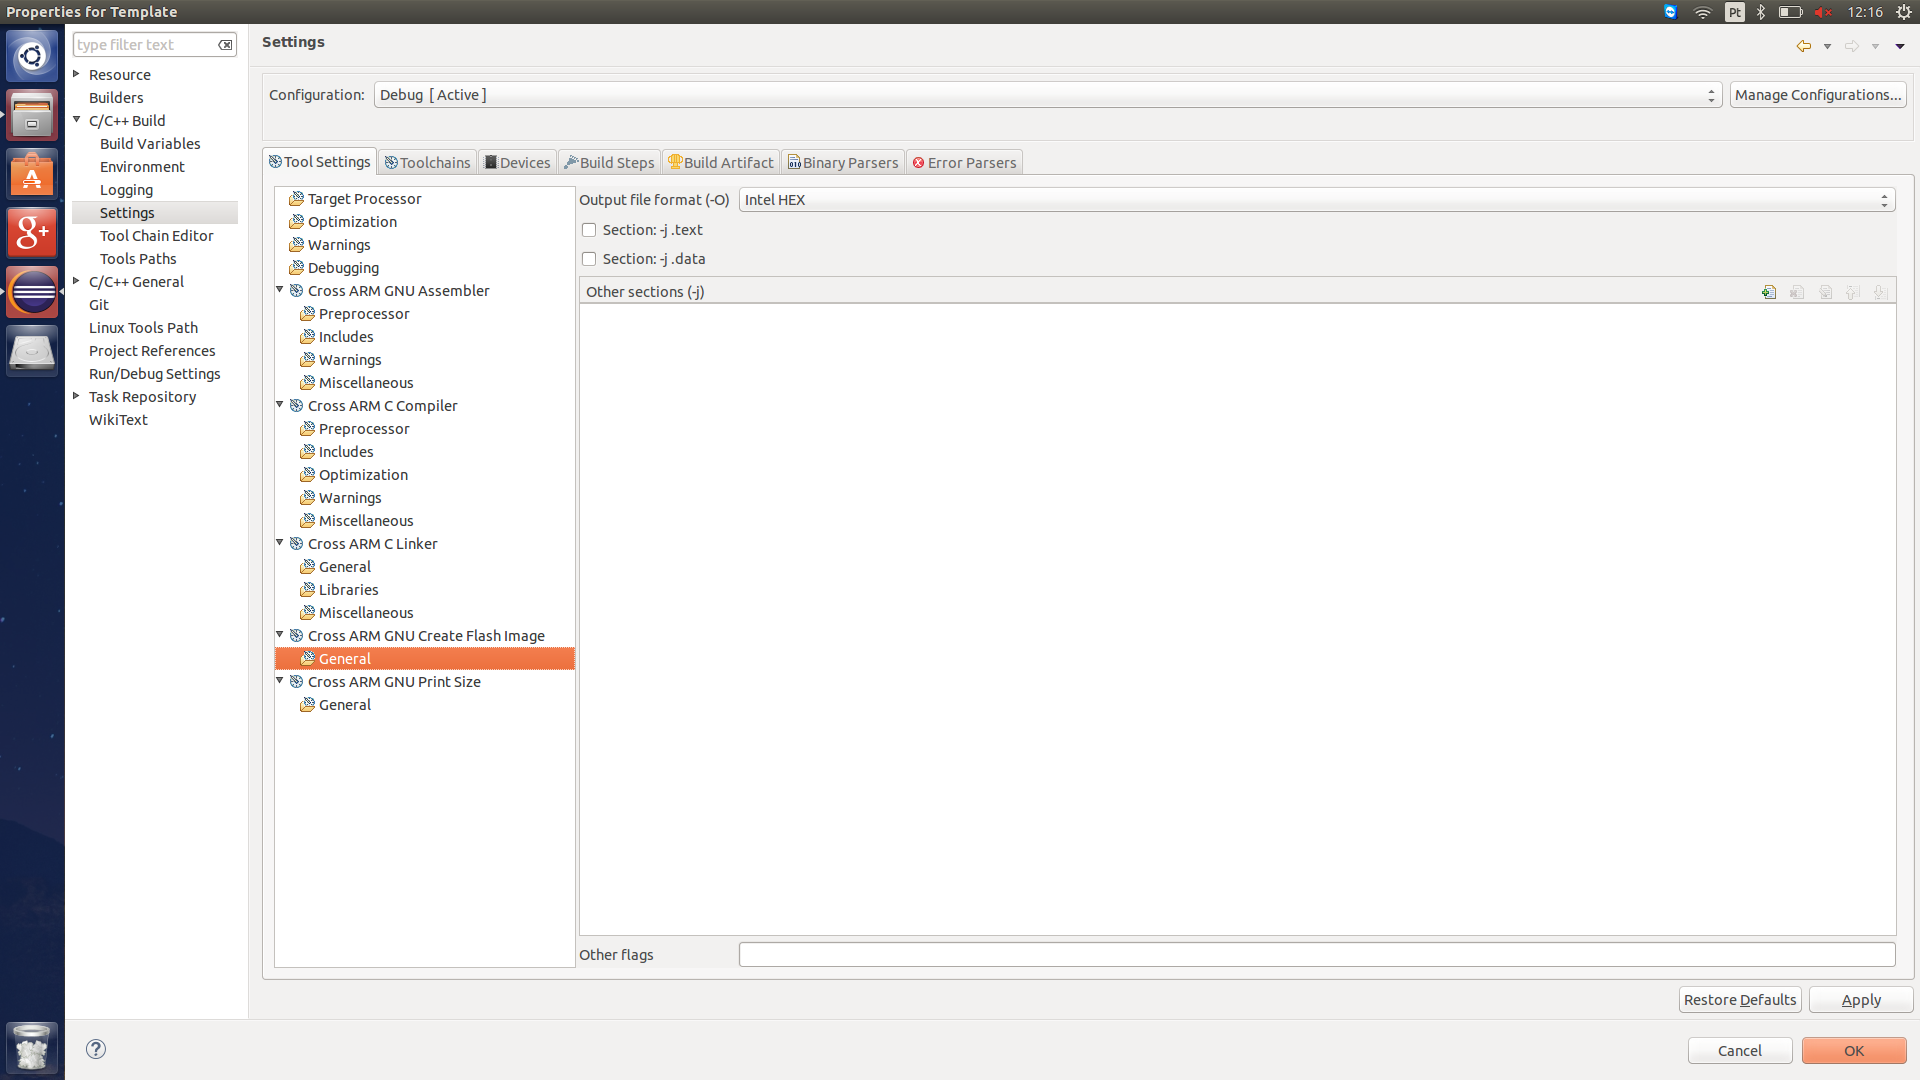 Properties for Template
Pt
12:16
type filter text
Resource
Builders
C/C++ Build
Build Variables
Environment
Logging
Settings
Tool Chain Editor
Tools Paths
C/C++ General
Git
Linux Tools Path
Project References
Run/Debug Settings
Task Repository
WikiText
Settings
Configuration:
Debug [ Active ]
Manage Configurations...
Tool Settings
Toolchains
Devices
Build Steps
Build Artifact
Binary Parsers
Error Parsers
Target Processor
Optimization
Warnings
Debugging
Cross ARM GNU Assembler
Preprocessor
Includes
Warnings
Miscellaneous
Cross ARM C Compiler
Preprocessor
Includes
Optimization
Warnings
Miscellaneous
Cross ARM C Linker
General
Libraries
Miscellaneous
Cross ARM GNU Create Flash Image
General
Cross ARM GNU Print Size
General
Output file format (-O)
Intel HEX
Section: -j .text
Section: -j .data
Other sections (-j)
Other flags
Restore Defaults
Apply
Cancel
OK